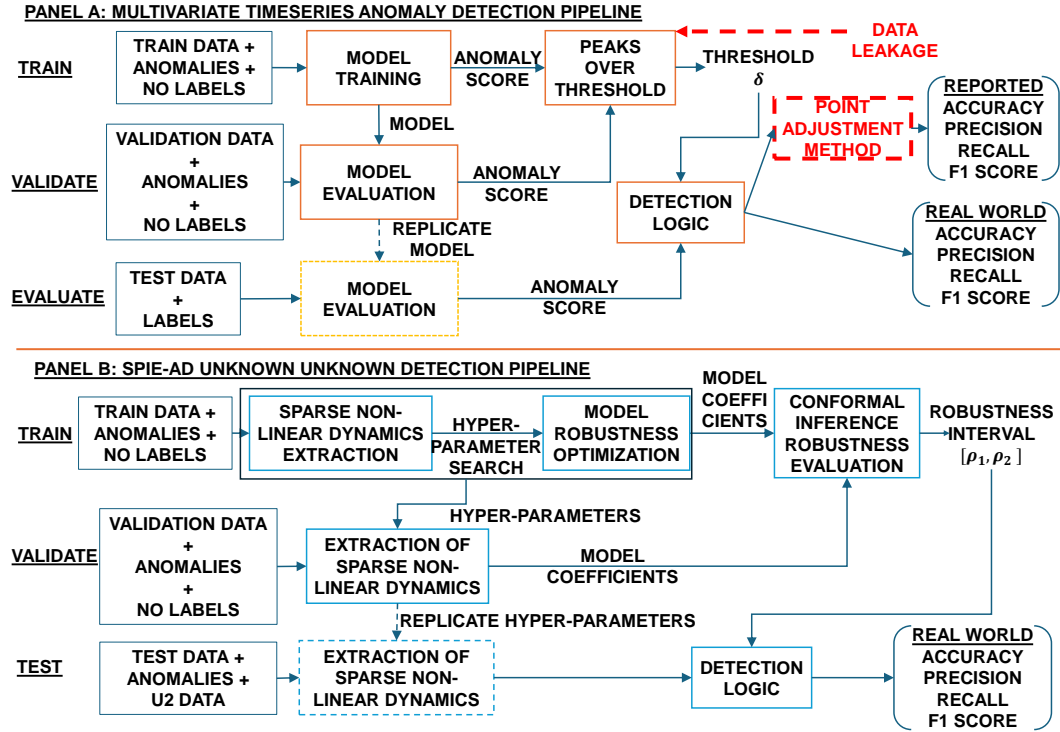 PANEL A: MULTIVARIATE TIMESERIES ANOMALY DETECTION PIPELINE
TRAIN
TRAIN DATA +
ANOMALIES +
NO LABELS
MODEL
TRAINING
ANOMALY
SCORE
PEAKS
OVER
THRESHOLD
DATA
LEAKAGE
THRESHOLD
δ
MODEL
POINT
ADJUSTMENT
METHOD
REPORTED
ACCURACY
PRECISION
RECALL
F1 SCORE
VALIDATE
VALIDATION DATA
+
ANOMALIES
+
NO LABELS
MODEL
EVALUATION
ANOMALY
SCORE
DETECTION
LOGIC
REPLICATE
MODEL
REAL WORLD
ACCURACY
PRECISION
RECALL
F1 SCORE
EVALUATE
TEST DATA
+
LABELS
MODEL
EVALUATION
ANOMALY
SCORE
PANEL B: SPIE-AD UNKNOWN UNKNOWN DETECTION PIPELINE
TRAIN
TRAIN DATA +
ANOMALIES +
NO LABELS
SPARSE NON-
LINEAR DYNAMICS
EXTRACTION
HYPER-
PARAMETER
SEARCH
MODEL
ROBUSTNESS
OPTIMIZATION
MODEL
COEFFI
CIENTS
CONFORMAL
INFERENCE
ROBUSTNESS
EVALUATION
ROBUSTNESS
INTERVAL
[ρ₁, ρ₂ ]
HYPER-PARAMETERS
VALIDATE
VALIDATION DATA
+
ANOMALIES
+
NO LABELS
EXTRACTION OF
SPARSE NON-
LINEAR DYNAMICS
MODEL
COEFFICIENTS
REPLICATE HYPER-PARAMETERS
TEST
TEST DATA +
ANOMALIES +
U2 DATA
EXTRACTION OF
SPARSE NON-
LINEAR DYNAMICS
DETECTION
LOGIC
REAL WORLD
ACCURACY
PRECISION
RECALL
F1 SCORE